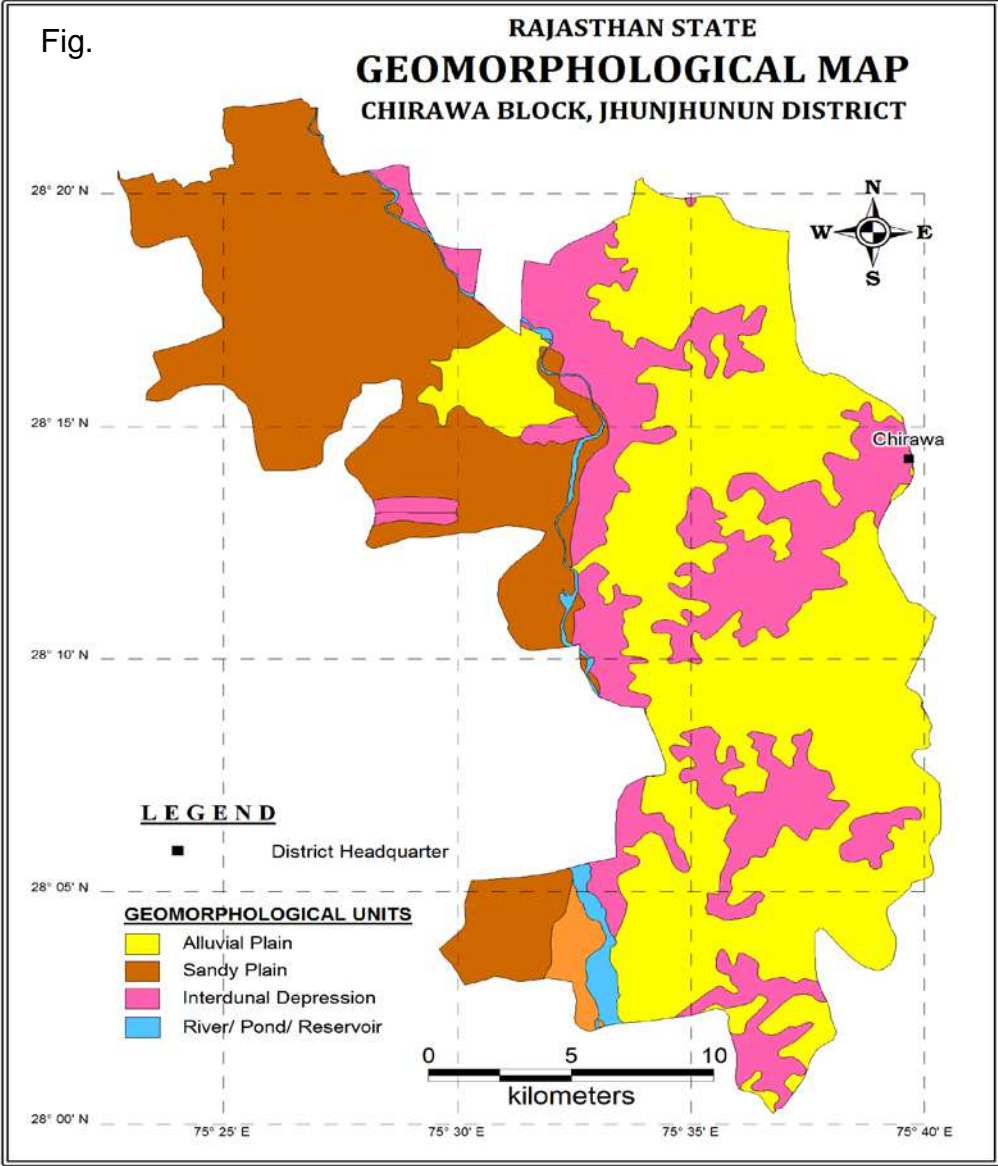 Fig.
RAJASTHAN STATE
GEOMORPHOLOGICAL MAP
CHIRAWA BLOCK, JHUNJHUNUN DISTRICT
N
W E
S
28° 20' N
28° 15' N
Chirawa
28° 10' N
LEGEND
District Headquarter
28° 05' N
GEOMORPHOLOGICAL UNITS
Alluvial Plain
Sandy Plain
Interdunal Depression
River/ Pond/ Reservoir
0 5 10
kilometers
28° 00' N
75° 25' E 75° 30' E 75° 35' E 75° 40' E